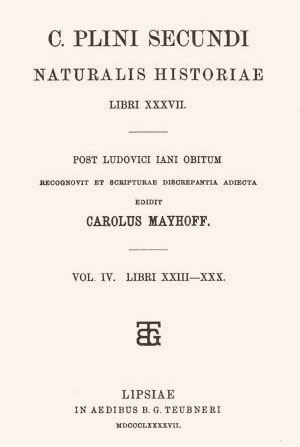 C. PLINI SECUNDI
NATURALIS HISTORIAE
LIBRI XXXVII.
POST LUDOVICI IANI OBITUM
RECOGNOVIT ET SCRIPTURAE DISCREPANTIA ADIECTA
EDIDIT
CAROLUS MAYHOFF.
VOL. IV. LIBRI XXIII—XXX.
BTG
LIPSIAE
IN AEDIBUS B. G. TEUBNERI
MDCCCLXXXXVII.